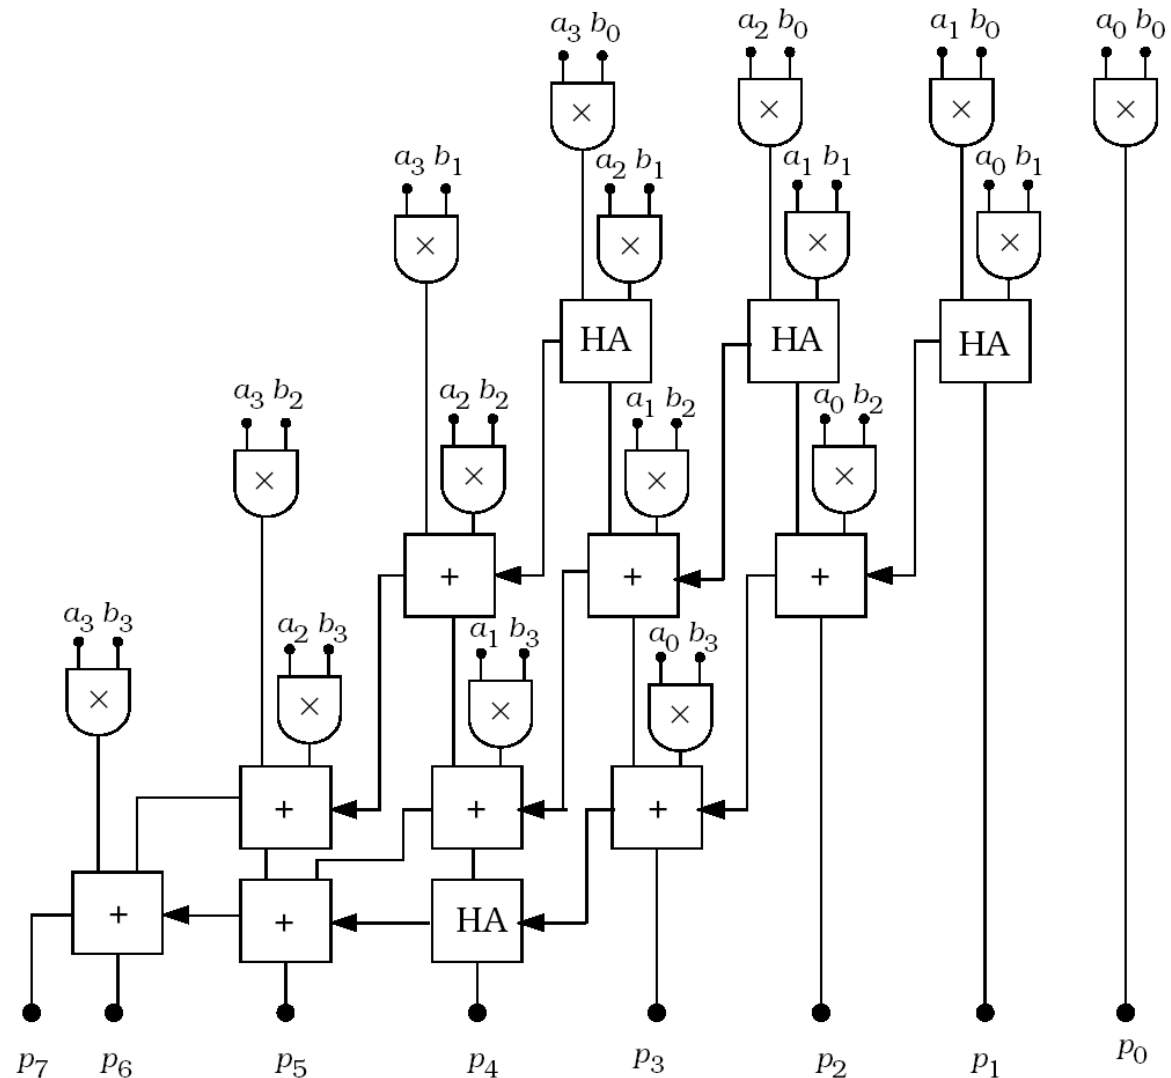 a₃ b₀ a₂ b₀ a₁ b₀ a₀ b₀
× × × ×
a₃ b₁ a₂ b₁ a₁ b₁ a₀ b₁
× × × ×
HA HA HA
a₃ b₂ a₂ b₂ a₁ b₂ a₀ b₂
× × × ×
+ + +
a₃ b₃ a₂ b₃ a₁ b₃ a₀ b₃
× × × ×
+ + +
+ + HA
p₇ p₆ p₅ p₄ p₃ p₂ p₁ p₀